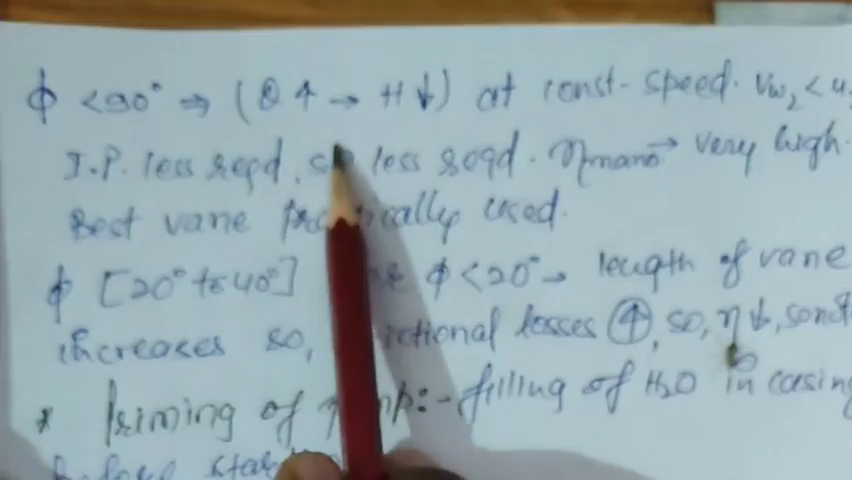 ϕ <90° ⇒ (Q↑ → H↓) at const-speed. Vw₂ < u
I.P. less reqd, less reqd. ηmano → very high.
Best vane practically used.
ϕ [20° to 40°] ϕ <20° → length of vane
increases so, frictional losses ↑, so, η↓, so
* Priming of pump:- filling of H₂O in casing
before